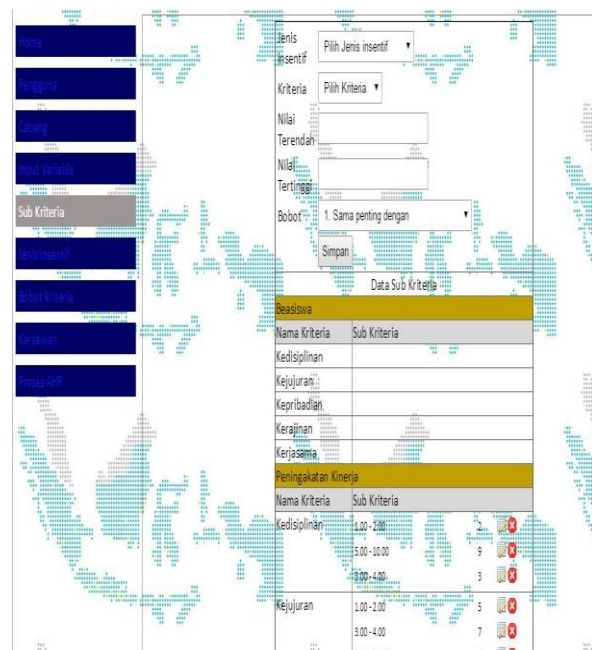 Home
Pengguna
Cabang
Input Variable
Sub Kriteria
Jenis Insentif
Bobot Kriteria
Karyawan
Proses AHP
Jenis Insentif
Pilih Jenis insentif
Kriteria
Pilih Kriteria
Nilai Terendah
Nilai Tertinggi
Bobot
1. Sama penting dengan
Simpan
Data Sub Kriteria
Beasiswa
Nama Kriteria Sub Kriteria
Kedisiplinan
Kejujuran
Kepribadian
Kerajinan
Kerjasama
Peningakatan Kinerja
Nama Kriteria Sub Kriteria
Kedisiplinan 1.00 - 2.00 2
5.00 - 10.00 9
3.00 - 4.00 3
Kejujuran 1.00 - 2.00 5
3.00 - 4.00 7